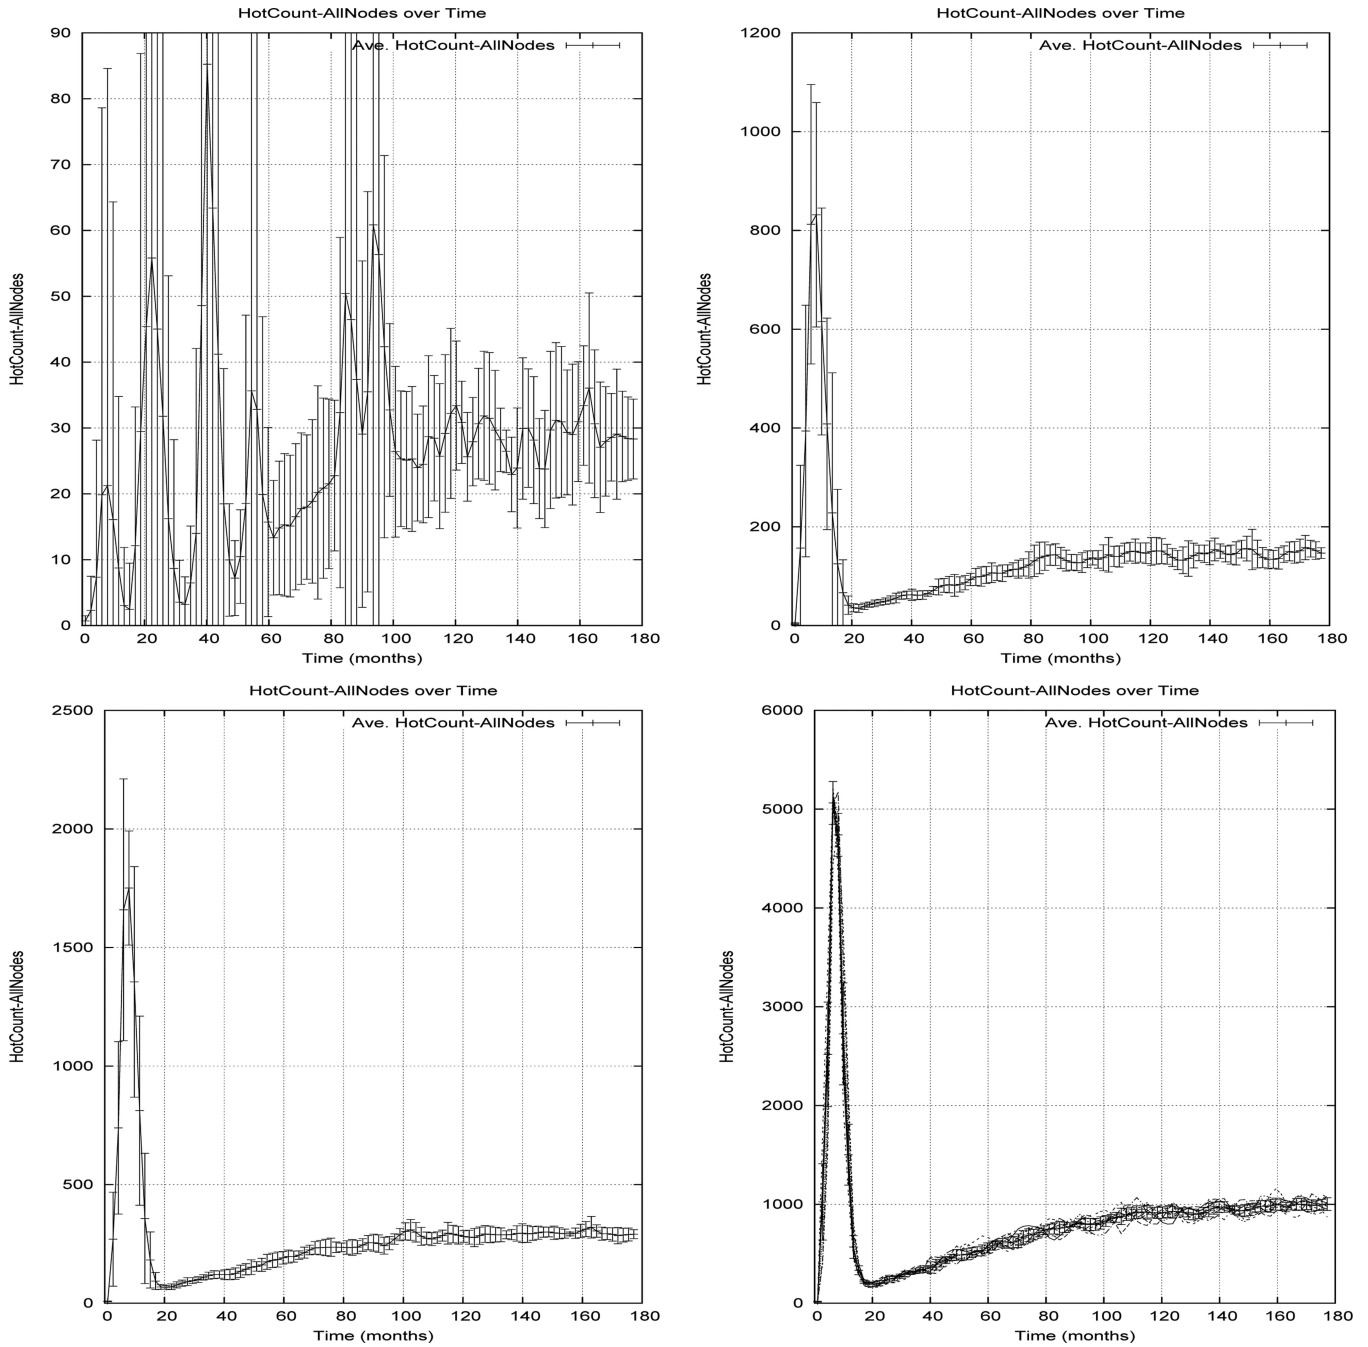 HotCount-AllNodes over Time
Ave. HotCount-AllNodes
90
80
70
60
50
40
30
20
10
0
HotCount-AllNodes
0 20 40 60 80 100 120 140 160 180
Time (months)
HotCount-AllNodes over Time
Ave. HotCount-AllNodes
1200
1000
800
600
400
200
0
HotCount-AllNodes
0 20 40 60 80 100 120 140 160 180
Time (months)
HotCount-AllNodes over Time
Ave. HotCount-AllNodes
2500
2000
1500
1000
500
0
HotCount-AllNodes
0 20 40 60 80 100 120 140 160 180
Time (months)
HotCount-AllNodes over Time
Ave. HotCount-AllNodes
6000
5000
4000
3000
2000
1000
0
HotCount-AllNodes
0 20 40 60 80 100 120 140 160 180
Time (months)